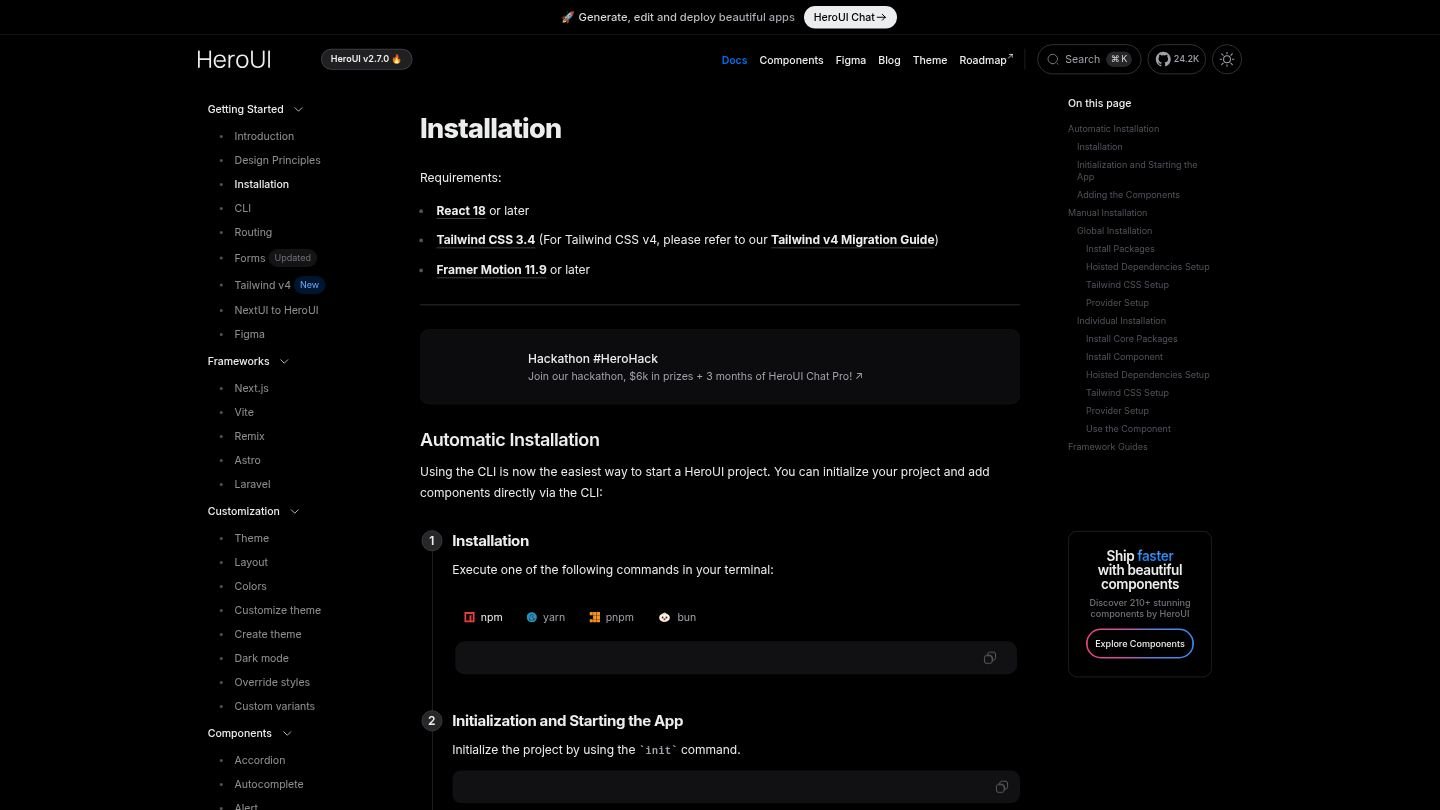 🚀 Generate, edit and deploy beautiful apps
HeroUI Chat →
HeroUI
HeroUI v2.7.0 🔥
Docs
Components
Figma
Blog
Theme
Roadmap↗
Search
⌘K
24.2K
Getting Started
Introduction
Design Principles
Installation
CLI
Routing
Forms Updated
Tailwind v4 New
NextUI to HeroUI
Figma
Frameworks
Next.js
Vite
Remix
Astro
Laravel
Customization
Theme
Layout
Colors
Customize theme
Create theme
Dark mode
Override styles
Custom variants
Components
Accordion
Autocomplete
Alert
Installation
Requirements:
React 18 or later
Tailwind CSS 3.4 (For Tailwind CSS v4, please refer to our Tailwind v4 Migration Guide)
Framer Motion 11.9 or later
Hackathon #HeroHack
Join our hackathon, $6k in prizes + 3 months of HeroUI Chat Pro! ↗
Automatic Installation
Using the CLI is now the easiest way to start a HeroUI project. You can initialize your project and add
components directly via the CLI:
1
Installation
Execute one of the following commands in your terminal:
npm
yarn
pnpm
bun
2
Initialization and Starting the App
Initialize the project by using the `init` command.
On this page
Automatic Installation
Installation
Initialization and Starting the
App
Adding the Components
Manual Installation
Global Installation
Install Packages
Hoisted Dependencies Setup
Tailwind CSS Setup
Provider Setup
Individual Installation
Install Core Packages
Install Component
Hoisted Dependencies Setup
Tailwind CSS Setup
Provider Setup
Use the Component
Framework Guides
Ship faster
with beautiful
components
Discover 210+ stunning
components by HeroUI
Explore Components